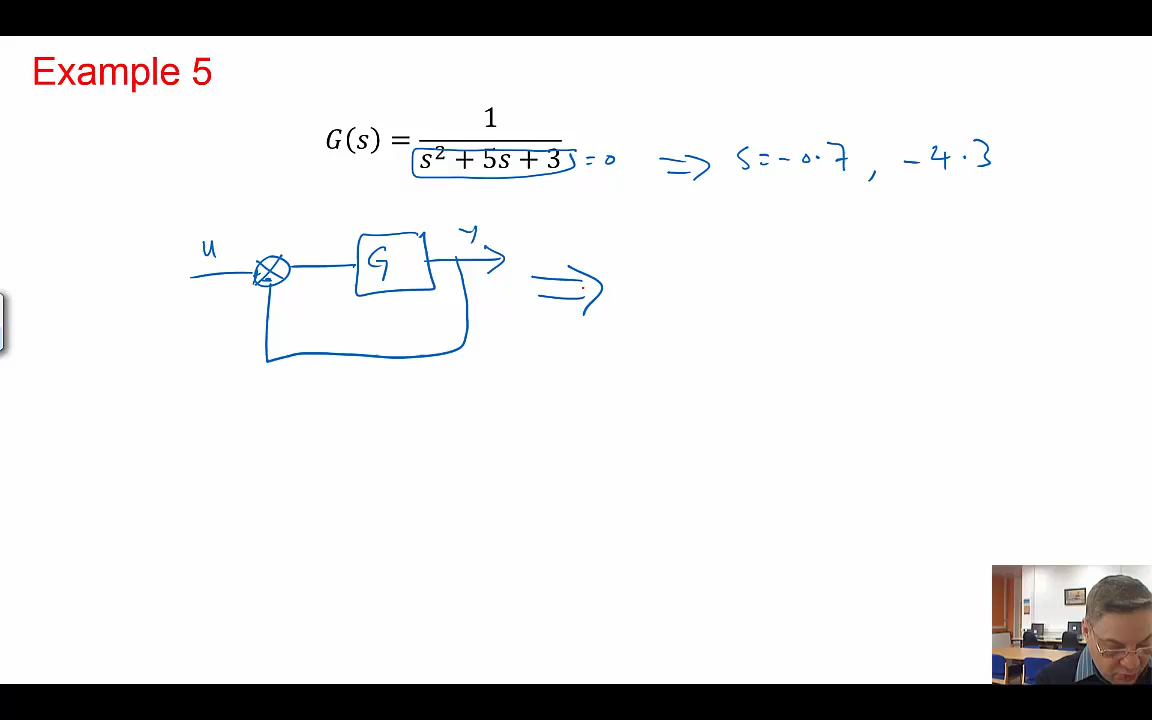 Example 5
G(s) = 1 / (s² + 5s + 3) = 0 ⇒ s = -0.7, -4.3
u G y ⇒
-